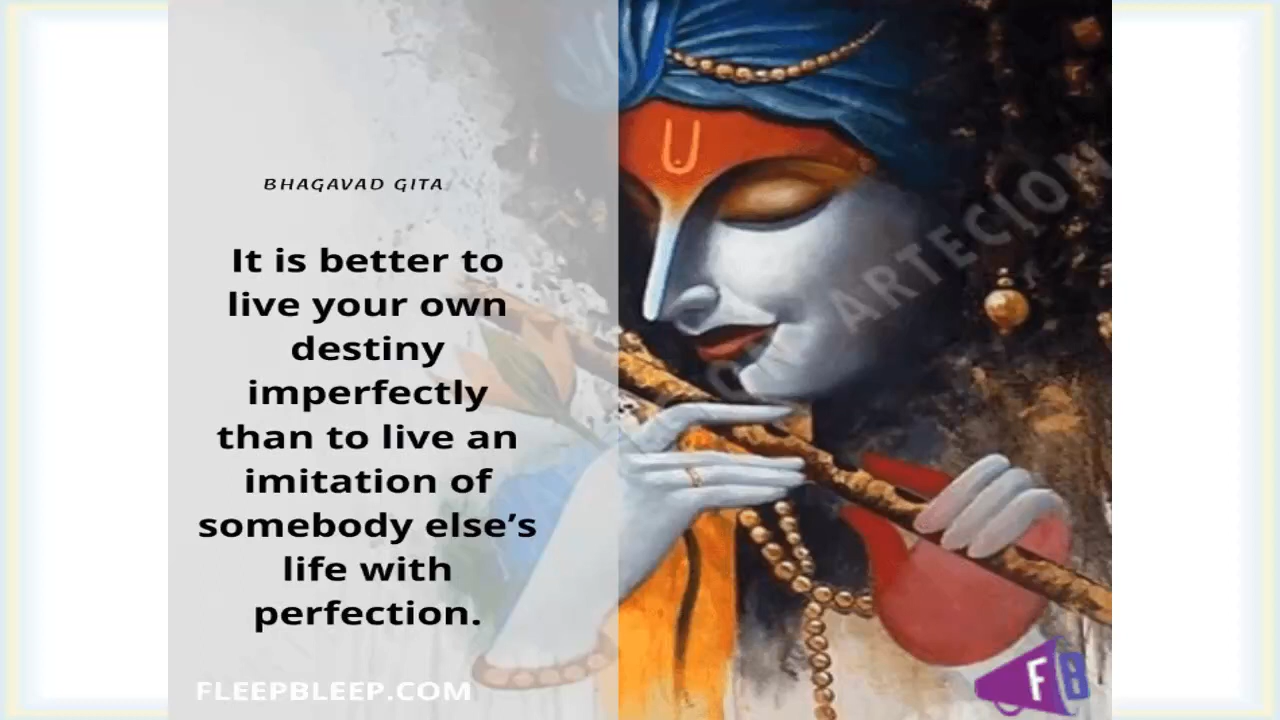 BHAGAVAD GITA
It is better to
live your own
destiny
imperfectly
than to live an
imitation of
somebody else’s
life with
perfection.
FLEEPBLEEP.COM
ARTECION
FB